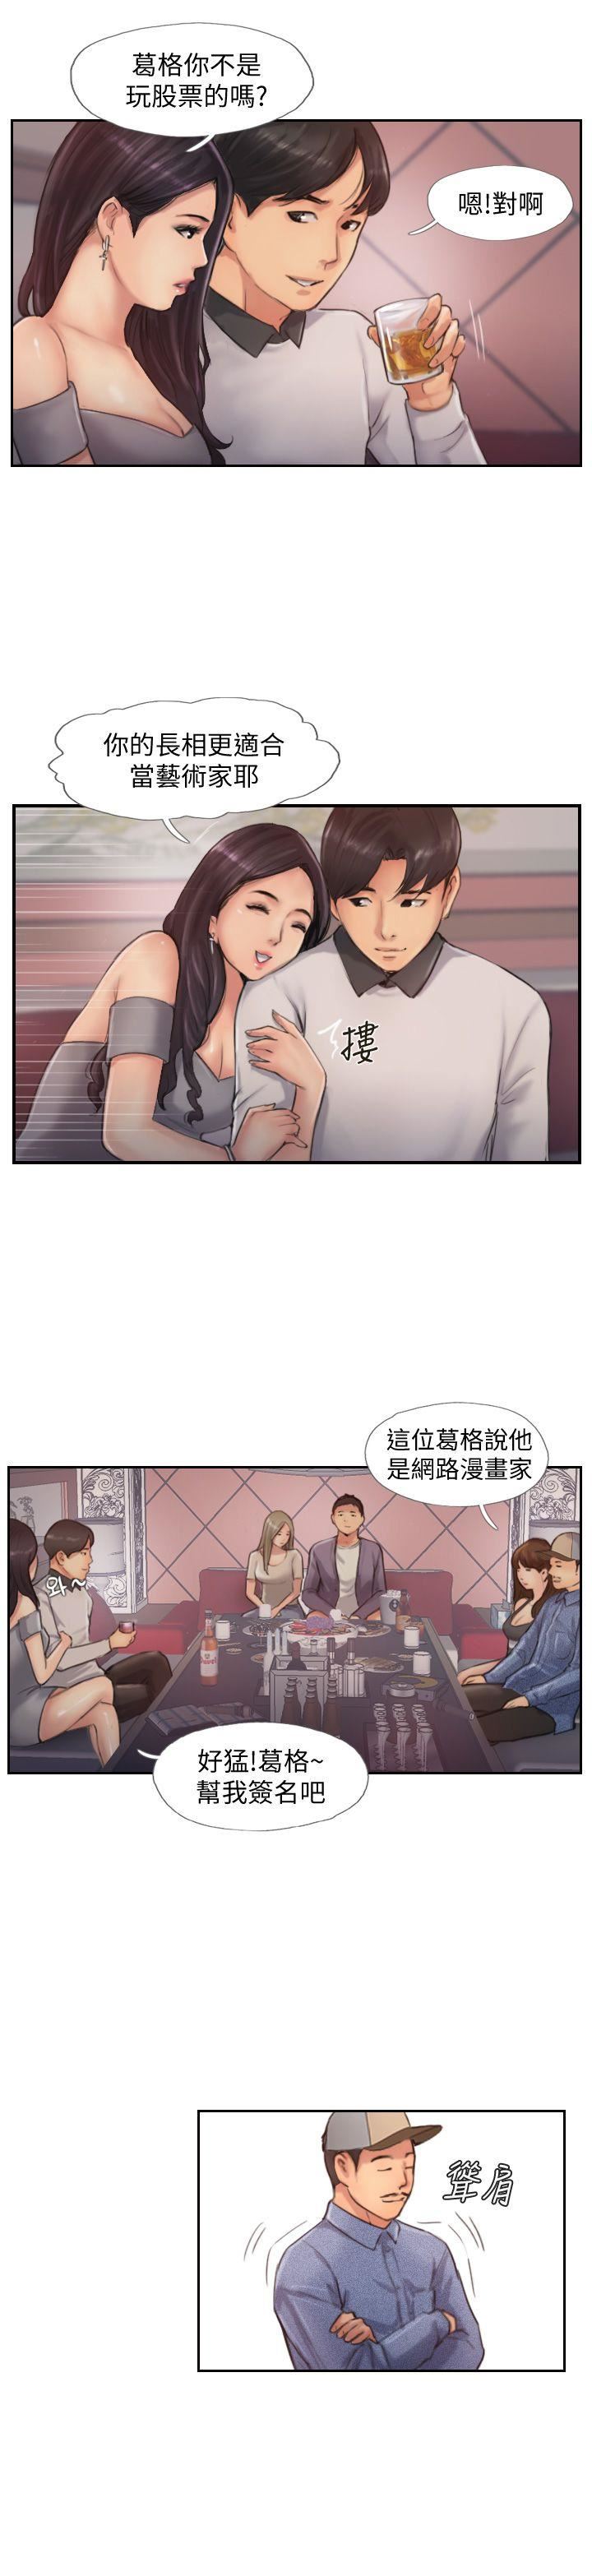 葛格你不是
玩股票的嗎?
嗯!對啊
你的長相更適合
當藝術家耶
摟
這位葛格說他
是網路漫畫家
와~
好猛!葛格~
幫我簽名吧
聳肩